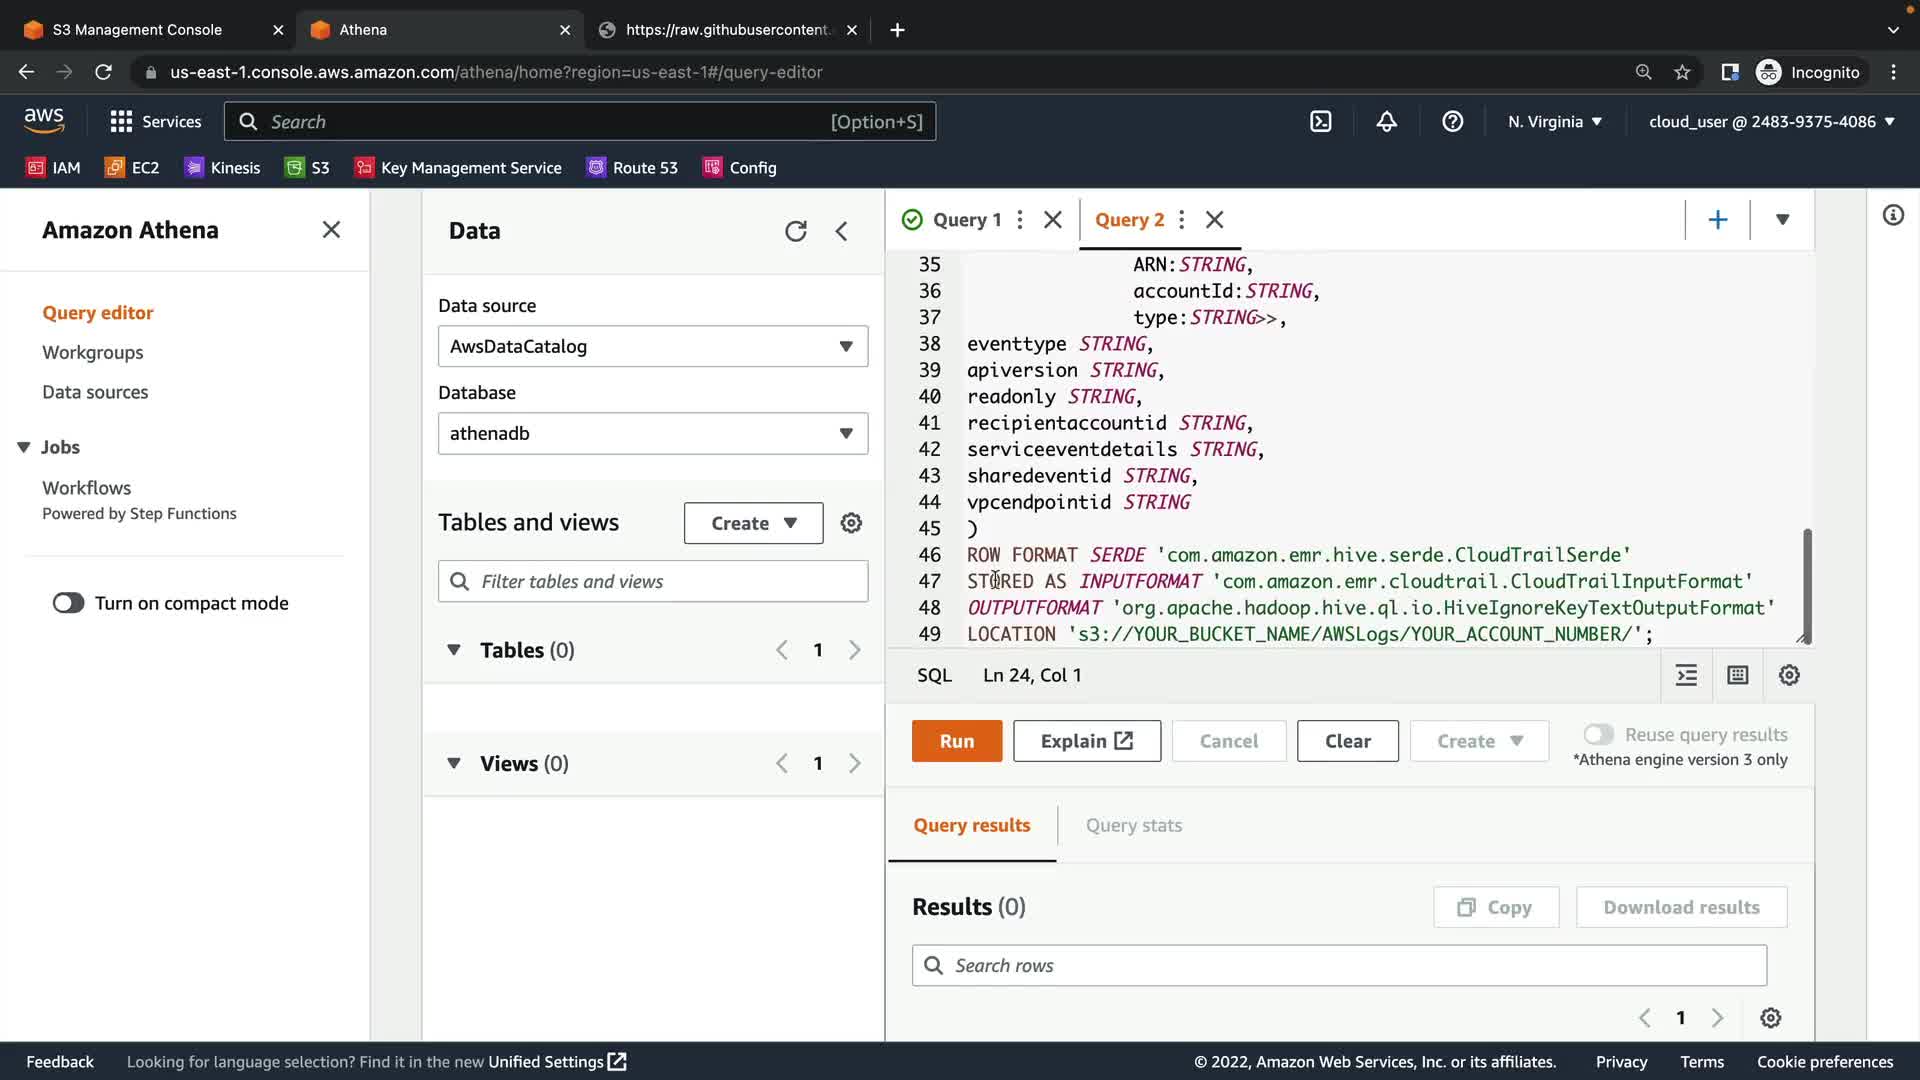 S3 Management Console
Athena
https://raw.githubusercontent.
us-east-1.console.aws.amazon.com/athena/home?region=us-east-1#/query-editor
Incognito
aws
Services
Search
[Option+S]
N. Virginia
cloud_user @ 2483-9375-4086
IAM
EC2
Kinesis
S3
Key Management Service
Route 53
Config
Amazon Athena
Query editor
Workgroups
Data sources
Jobs
Workflows
Powered by Step Functions
Turn on compact mode
Data
Data source
AwsDataCatalog
Database
athenadb
Tables and views
Create
Filter tables and views
Tables (0)
1
Views (0)
1
Query 1
Query 2
35 ARN:STRING,
36 accountId:STRING,
37 type:STRING>>,
38 eventtype STRING,
39 apiversion STRING,
40 readonly STRING,
41 recipientaccountid STRING,
42 serviceeventdetails STRING,
43 sharedeventid STRING,
44 vpcendpointid STRING
45 )
46 ROW FORMAT SERDE 'com.amazon.emr.hive.serde.CloudTrailSerde'
47 STORED AS INPUTFORMAT 'com.amazon.emr.cloudtrail.CloudTrailInputFormat'
48 OUTPUTFORMAT 'org.apache.hadoop.hive.ql.io.HiveIgnoreKeyTextOutputFormat'
49 LOCATION 's3://YOUR_BUCKET_NAME/AWSLogs/YOUR_ACCOUNT_NUMBER/';
SQL
Ln 24, Col 1
Run
Explain
Cancel
Clear
Create
Reuse query results
*Athena engine version 3 only
Query results
Query stats
Results (0)
Copy
Download results
Search rows
1
Feedback
Looking for language selection? Find it in the new Unified Settings
© 2022, Amazon Web Services, Inc. or its affiliates.
Privacy
Terms
Cookie preferences